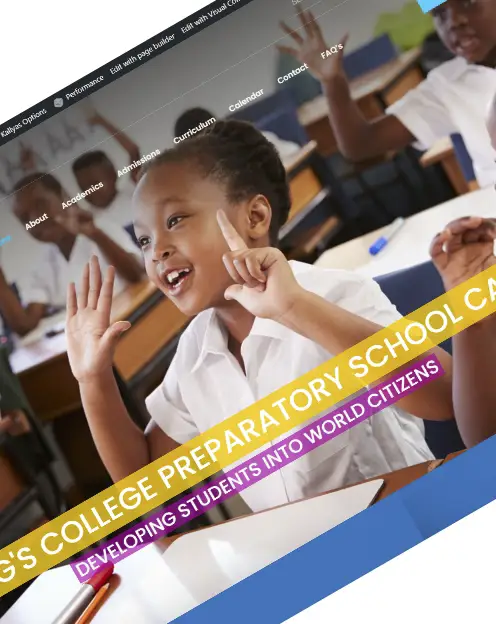 Kallyas Options Performance Edit with page builder Edit with Visual Co
About Academics Admissions Curriculum Calendar Contact FAQ's
G'S COLLEGE PREPARATORY SCHOOL CA
DEVELOPING STUDENTS INTO WORLD CITIZENS